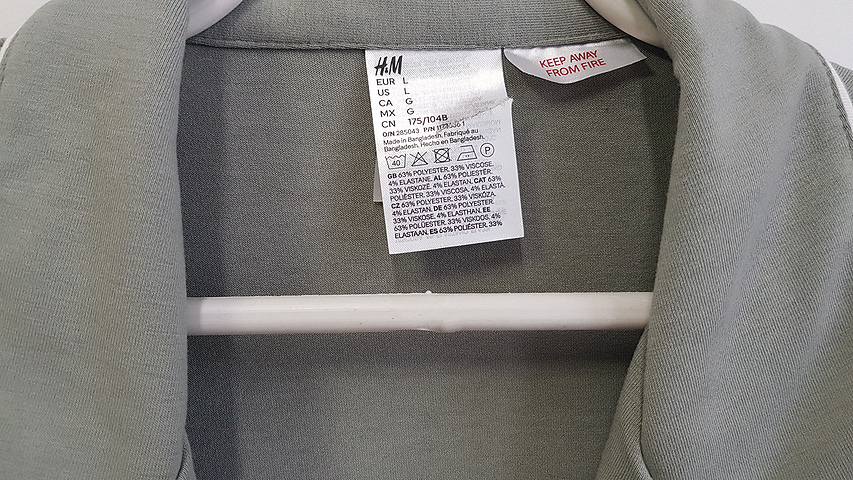 H&M
EUR L
US L
CA G
MX G
CN 175/104B
O/N 285043 P/N
Made in Bangladesh. Fabriqué au
Bangladesh. Hecho en Bangladesh.
40 P
GB 63% POLYESTER, 33% VISCOSE,
4% ELASTANE. AL 63% POLIESTËR,
33% VISKOZË, 4% ELASTAN. CAT 63%
POLIÈSTER, 33% VISCOSA, 4% ELASTÀ.
CZ 63% POLYESTER, 33% VISKÓZA,
4% ELASTAN. DE 63% POLYESTER,
33% VISKOSE, 4% ELASTHAN. EE
63% POLÜESTER, 33% VISKOOS, 4%
ELASTAAN. ES 63% POLIÉSTER, 33%
KEEP AWAY
FROM FIRE